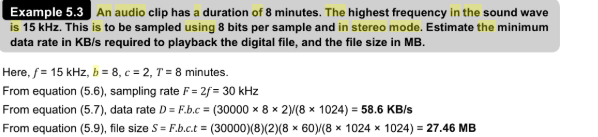 Example 5.3 An audio clip has a duration of 8 minutes. The highest frequency in the sound wave
is 15 kHz. This is to be sampled using 8 bits per sample and in stereo mode. Estimate the minimum
data rate in KB/s required to playback the digital file, and the file size in MB.
Here, f = 15 kHz, b = 8, c = 2, T = 8 minutes.
From equation (5.6), sampling rate F = 2f = 30 kHz
From equation (5.7), data rate D = F.b.c = (30000 × 8 × 2)/(8 × 1024) = 58.6 KB/s
From equation (5.9), file size S = F.b.c.t = (30000)(8)(2)(8 × 60)/(8 × 1024 × 1024) = 27.46 MB